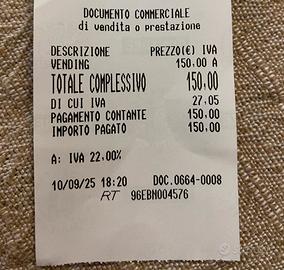 DOCUMENTO COMMERCIALE
di vendita o prestazione
DESCRIZIONE PREZZO(€) IVA
VENDING 150,00 A
TOTALE COMPLESSIVO 150,00
DI CUI IVA 27,05
PAGAMENTO CONTANTE 150,00
IMPORTO PAGATO 150,00
A: IVA 22,00%
10/09/25 18:20 DOC.0664-0008
RT 96EBN004576